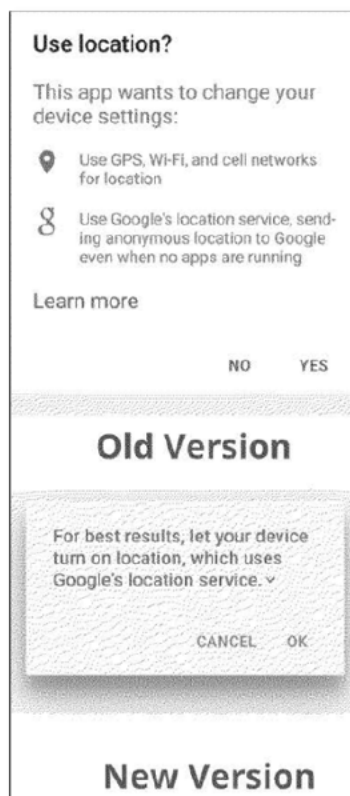 Use location?
This app wants to change your
device settings:
Use GPS, Wi-Fi, and cell networks
for location
g Use Google's location service, send-
ing anonymous location to Google
even when no apps are running
Learn more
NO YES
Old Version
For best results, let your device
turn on location, which uses
Google's location service.
CANCEL OK
New Version